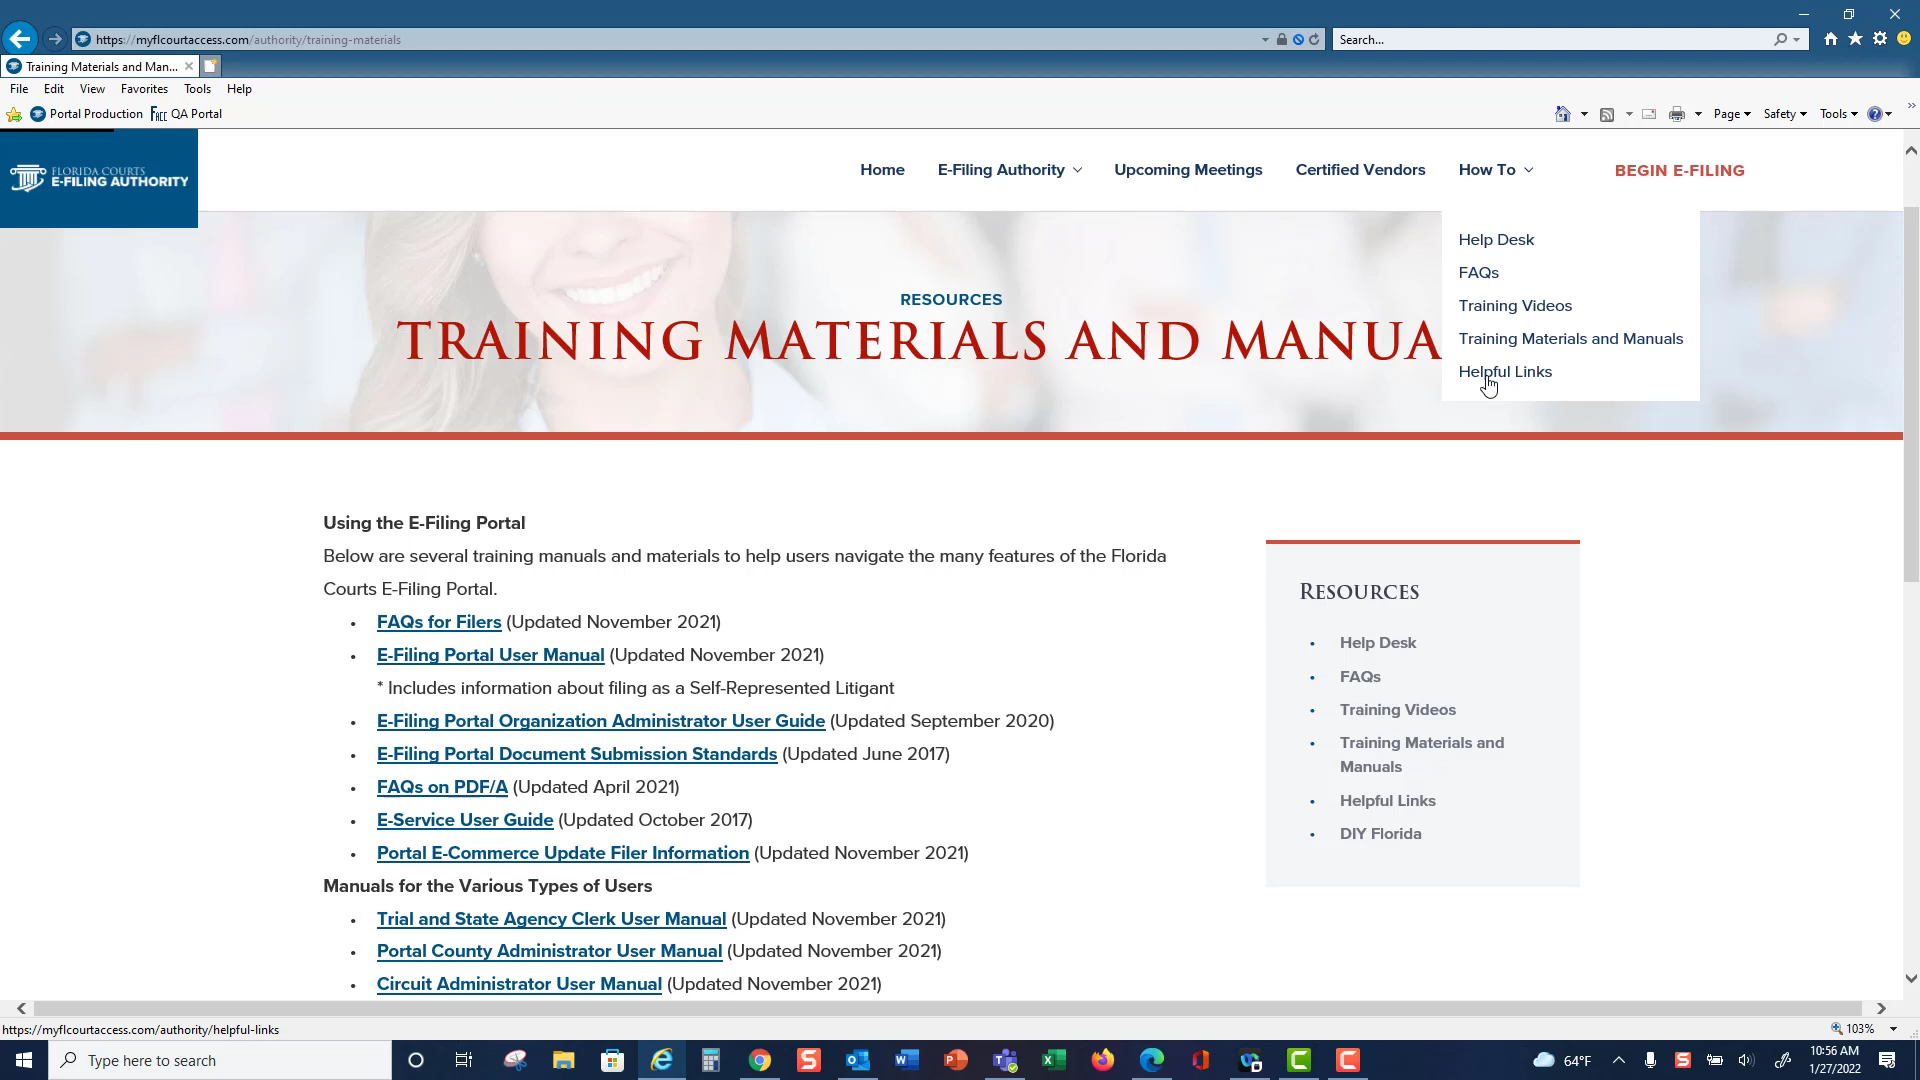 https://myflcourtaccess.com/authority/training-materials
Search...
Training Materials and Man...
File Edit View Favorites Tools Help
Portal Production FACC QA Portal
Page Safety Tools
FLORIDA COURTS
E-FILING AUTHORITY
Home E-Filing Authority Upcoming Meetings Certified Vendors How To BEGIN E-FILING
Help Desk
FAQs
Training Videos
Training Materials and Manuals
Helpful Links
RESOURCES
TRAINING MATERIALS AND MANUA
Using the E-Filing Portal
Below are several training manuals and materials to help users navigate the many features of the Florida
Courts E-Filing Portal.
• FAQs for Filers (Updated November 2021)
• E-Filing Portal User Manual (Updated November 2021)
* Includes information about filing as a Self-Represented Litigant
• E-Filing Portal Organization Administrator User Guide (Updated September 2020)
• E-Filing Portal Document Submission Standards (Updated June 2017)
• FAQs on PDF/A (Updated April 2021)
• E-Service User Guide (Updated October 2017)
• Portal E-Commerce Update Filer Information (Updated November 2021)
Manuals for the Various Types of Users
• Trial and State Agency Clerk User Manual (Updated November 2021)
• Portal County Administrator User Manual (Updated November 2021)
• Circuit Administrator User Manual (Updated November 2021)
RESOURCES
• Help Desk
• FAQs
• Training Videos
• Training Materials and
Manuals
• Helpful Links
• DIY Florida
https://myflcourtaccess.com/authority/helpful-links
103%
Type here to search
64°F
10:56 AM
1/27/2022